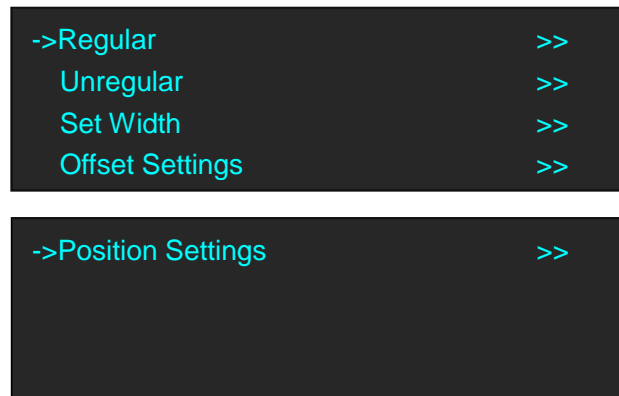 ->Regular >>
Unregular >>
Set Width >>
Offset Settings >>
->Position Settings >>